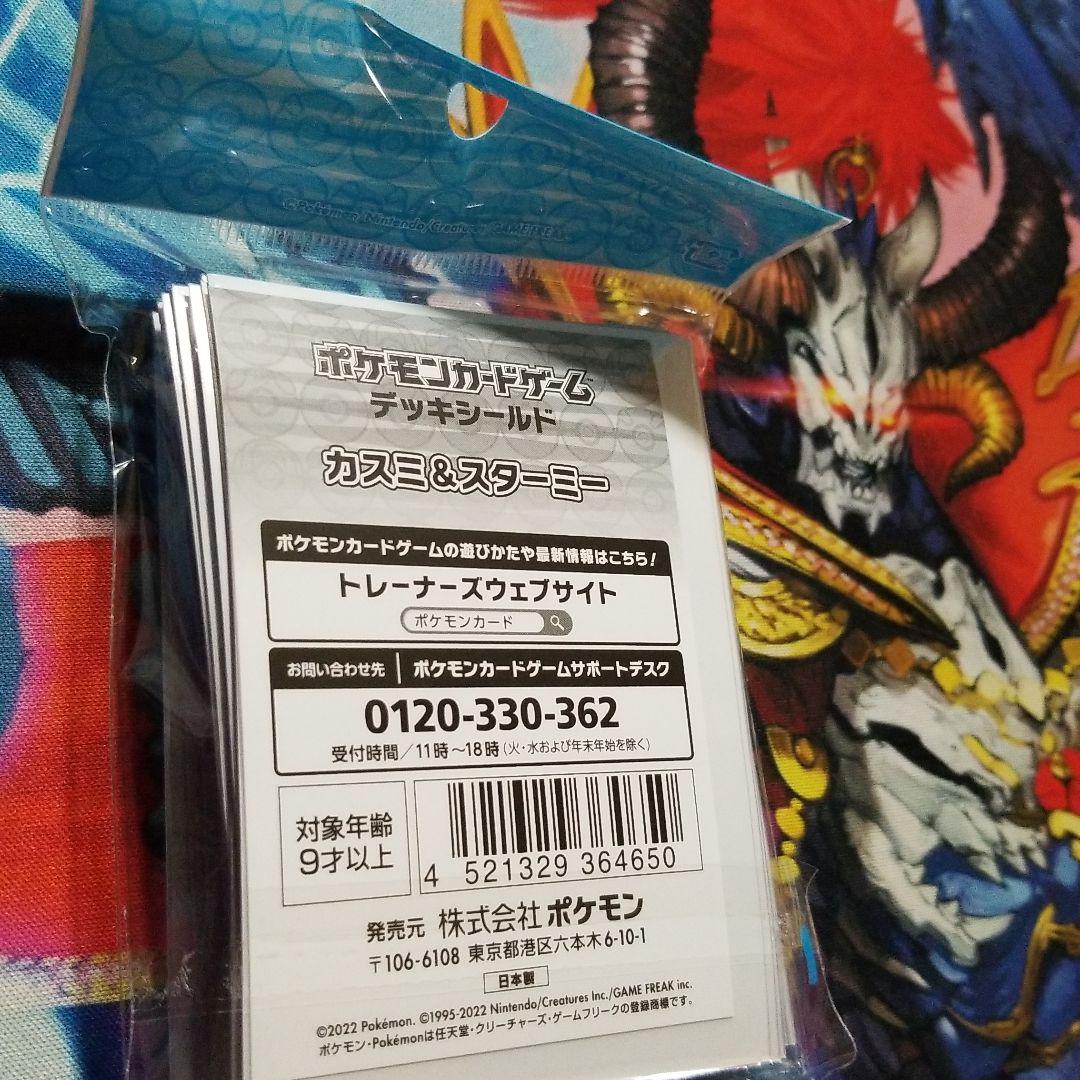 ©Pokémon. Nintendo/Creatures GAME FREAK
ポケモンカードゲーム™
デッキシールド
カスミ&スターミー
ポケモンカードゲームの遊びかたや最新情報はこちら!
トレーナーズウェブサイト
ポケモンカード
お問い合わせ先 ポケモンカードゲームサポートデスク
0120-330-362
受付時間/11時~18時(火・水および年末年始を除く)
対象年齢
9才以上
4 521329 364650
発売元 株式会社 ポケモン
〒106-6108 東京都港区六本木6-10-1
日本製
©2022 Pokémon. ©1995-2022 Nintendo/Creatures Inc./GAME FREAK inc.
ポケモン・Pokémonは任天堂・クリーチャーズ・ゲームフリークの登録商標です。